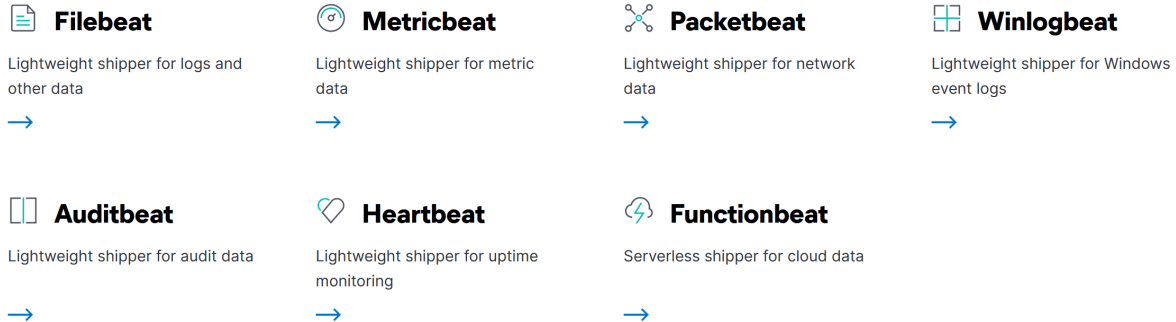 Filebeat
Lightweight shipper for logs and
other data
Metricbeat
Lightweight shipper for metric
data
Packetbeat
Lightweight shipper for network
data
Winlogbeat
Lightweight shipper for Windows
event logs
Auditbeat
Lightweight shipper for audit data
Heartbeat
Lightweight shipper for uptime
monitoring
Functionbeat
Serverless shipper for cloud data